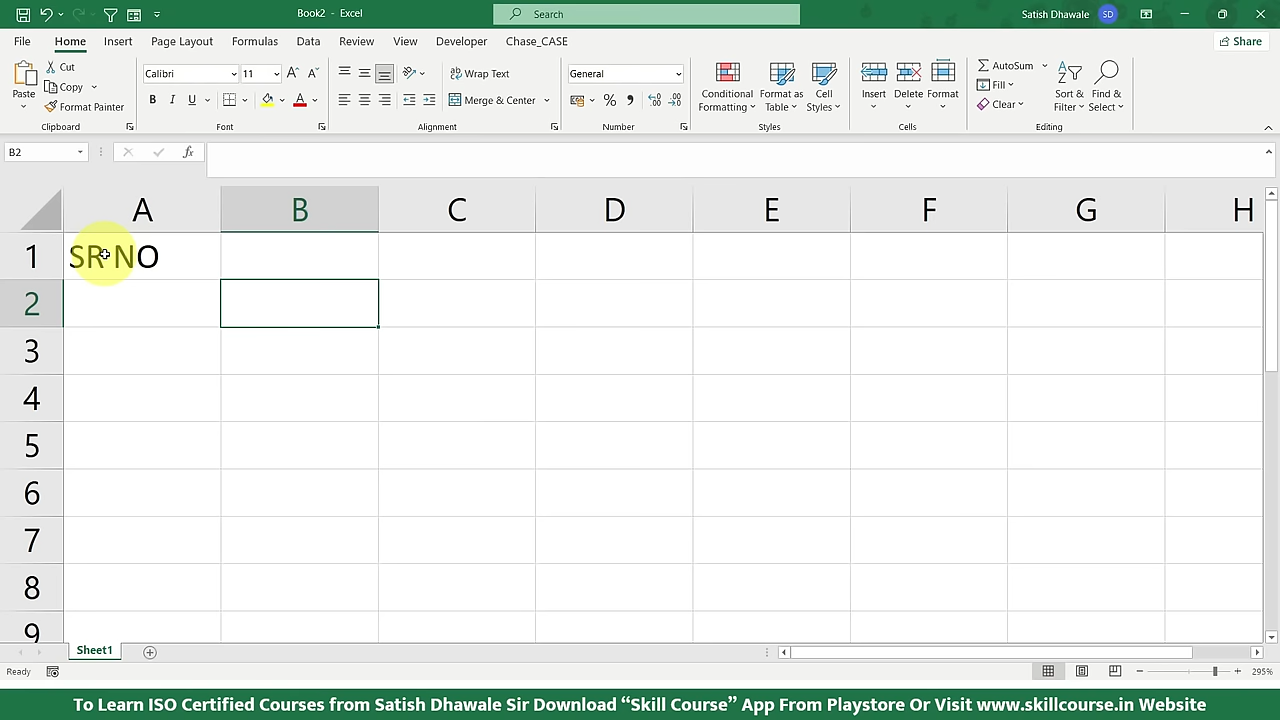 Book2 - Excel
Search
Satish Dhawale SD
File Home Insert Page Layout Formulas Data Review View Developer Chase_CASE Share
Paste
Cut
Copy
Format Painter
Clipboard
Calibri 11
B I U
Font
Wrap Text
Merge & Center
Alignment
General
Number
Conditional Formatting
Format as Table
Cell Styles
Styles
Insert Delete Format
Cells
AutoSum
Fill
Clear
Sort & Filter
Find & Select
Editing
B2 fx
A B C D E F G H
1 SR NO
2
3
4
5
6
7
8
9
Sheet1
Ready 295%
To Learn ISO Certified Courses from Satish Dhawale Sir Download “Skill Course” App From Playstore Or Visit www.skillcourse.in Website